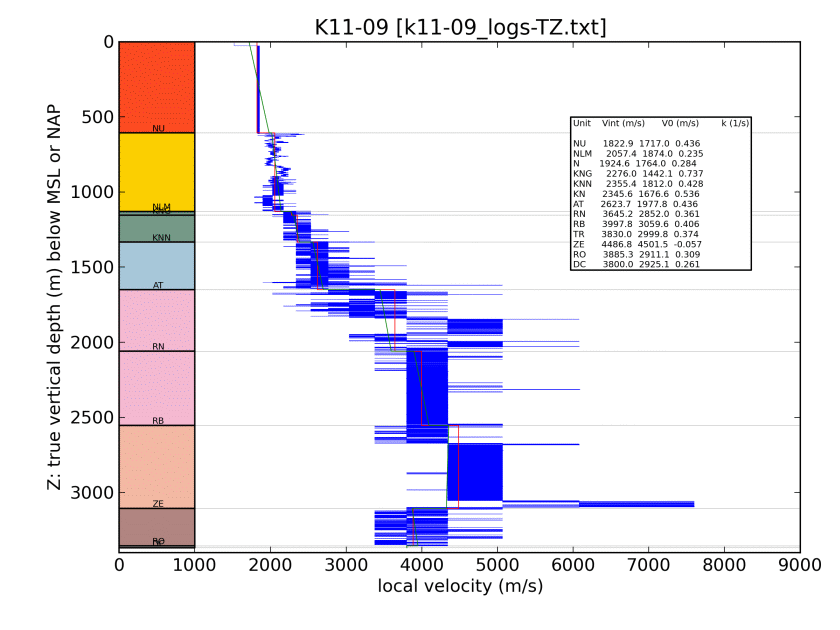 K11-09 [k11-09_logs-TZ.txt]
Z: true vertical depth (m) below MSL or NAP
0
500
1000
1500
2000
2500
3000
NU
NLM
KNG
KNN
AT
RN
RB
ZE
RO
Unit Vint (m/s) V0 (m/s) k (1/s)
NU 1822.9 1717.0 0.436
NLM 2057.4 1874.0 0.235
N 1924.6 1764.0 0.284
KNG 2276.0 1442.1 0.737
KNN 2355.4 1812.0 0.428
KN 2345.6 1676.6 0.536
AT 2623.7 1977.8 0.436
RN 3645.2 2852.0 0.361
RB 3997.8 3059.6 0.406
TR 3830.0 2999.8 0.374
ZE 4486.8 4501.5 -0.057
RO 3885.3 2911.1 0.309
DC 3800.0 2925.1 0.261
0 1000 2000 3000 4000 5000 6000 7000 8000 9000
local velocity (m/s)